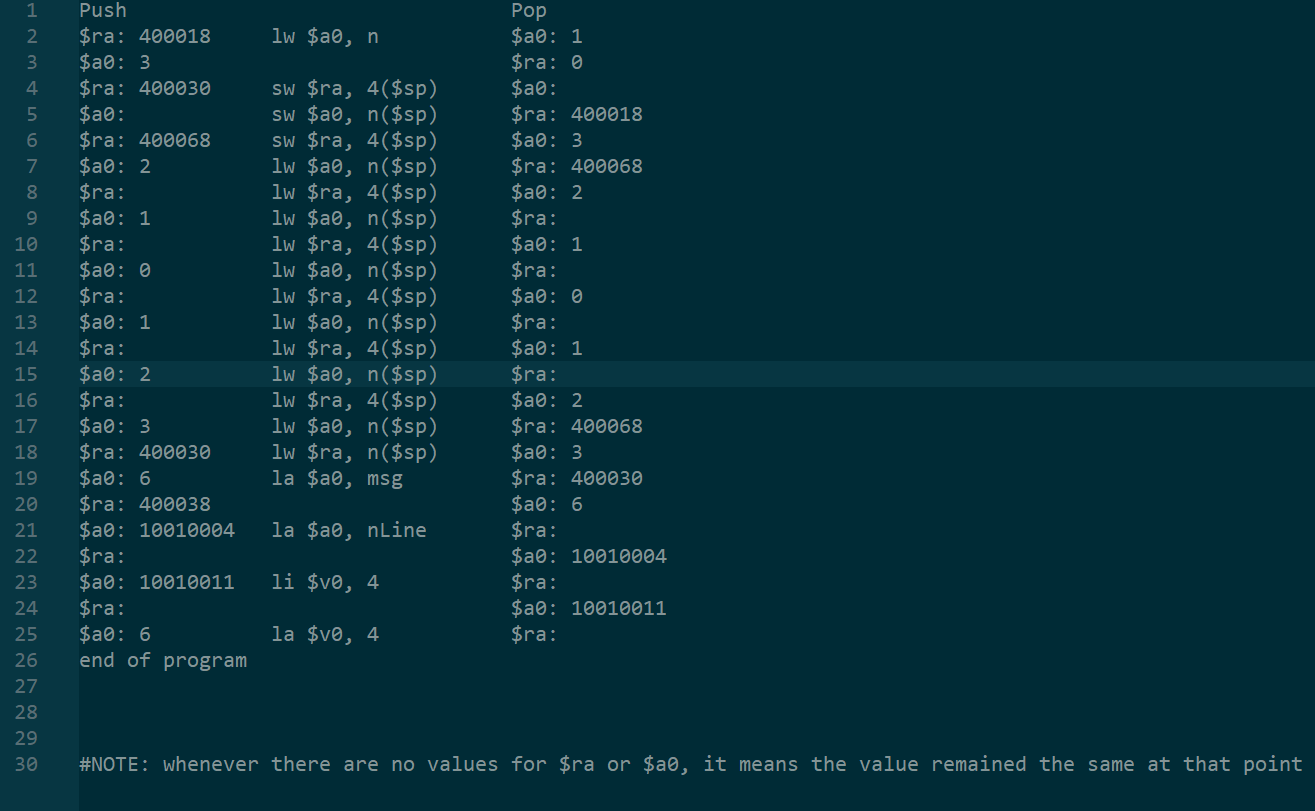 1 Push Pop
2 $ra: 400018 lw $a0, n $a0: 1
3 $a0: 3 $ra: 0
4 $ra: 400030 sw $ra, 4($sp) $a0:
5 $a0: sw $a0, n($sp) $ra: 400018
6 $ra: 400068 sw $ra, 4($sp) $a0: 3
7 $a0: 2 lw $a0, n($sp) $ra: 400068
8 $ra: lw $ra, 4($sp) $a0: 2
9 $a0: 1 lw $a0, n($sp) $ra:
10 $ra: lw $ra, 4($sp) $a0: 1
11 $a0: 0 lw $a0, n($sp) $ra:
12 $ra: lw $ra, 4($sp) $a0: 0
13 $a0: 1 lw $a0, n($sp) $ra:
14 $ra: lw $ra, 4($sp) $a0: 1
15 $a0: 2 lw $a0, n($sp) $ra:
16 $ra: lw $ra, 4($sp) $a0: 2
17 $a0: 3 lw $a0, n($sp) $ra: 400068
18 $ra: 400030 lw $ra, n($sp) $a0: 3
19 $a0: 6 la $a0, msg $ra: 400030
20 $ra: 400038 $a0: 6
21 $a0: 10010004 la $a0, nLine $ra:
22 $ra: $a0: 10010004
23 $a0: 10010011 li $v0, 4 $ra:
24 $ra: $a0: 10010011
25 $a0: 6 la $v0, 4 $ra:
26 end of program
27
28
29
30 #NOTE: whenever there are no values for $ra or $a0, it means the value remained the same at that point